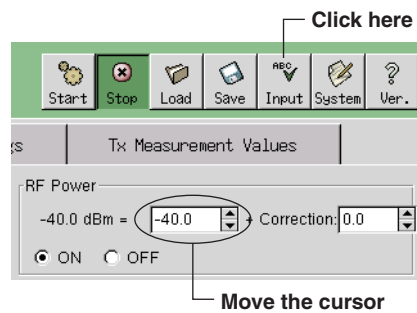 Click here
ABC
Start Stop Load Save Input System Ver.
Tx Measurement Values
RF Power
-40.0 dBm = -40.0 + Correction: 0.0
ON OFF
Move the cursor